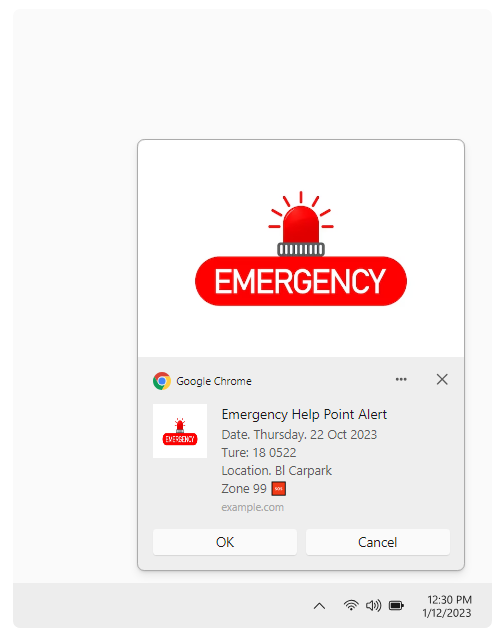 EMERGENCY
Google Chrome
EMERGENCY
Emergency Help Point Alert
Date. Thursday. 22 Oct 2023
Ture: 18 0522
Location. Bl Carpark
Zone 99 SOS
example.com
OK
Cancel
12:30 PM
1/12/2023